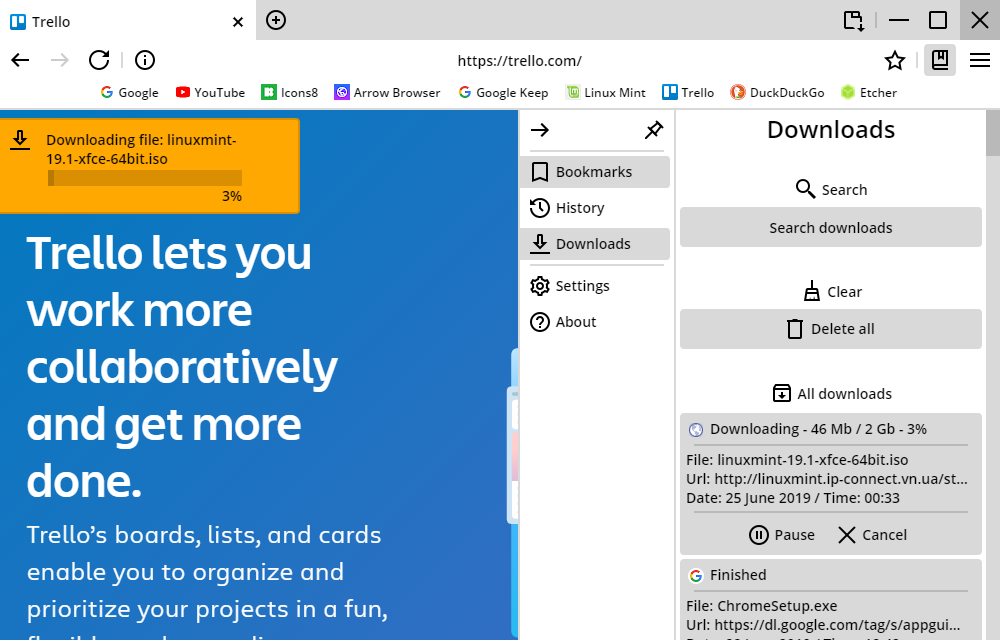 Trello
https://trello.com/
Google YouTube Icons8 Arrow Browser Google Keep Linux Mint Trello DuckDuckGo Etcher
Downloading file: linuxmint-
19.1-xfce-64bit.iso
3%
Trello lets you
work more
collaboratively
and get more
done.
Trello’s boards, lists, and cards
enable you to organize and
prioritize your projects in a fun,
Bookmarks
History
Downloads
Settings
About
Downloads
Search
Search downloads
Clear
Delete all
All downloads
Downloading - 46 Mb / 2 Gb - 3%
File: linuxmint-19.1-xfce-64bit.iso
Url: http://linuxmint.ip-connect.vn.ua/st...
Date: 25 June 2019 / Time: 00:33
Pause Cancel
Finished
File: ChromeSetup.exe
Url: https://dl.google.com/tag/s/appgui...